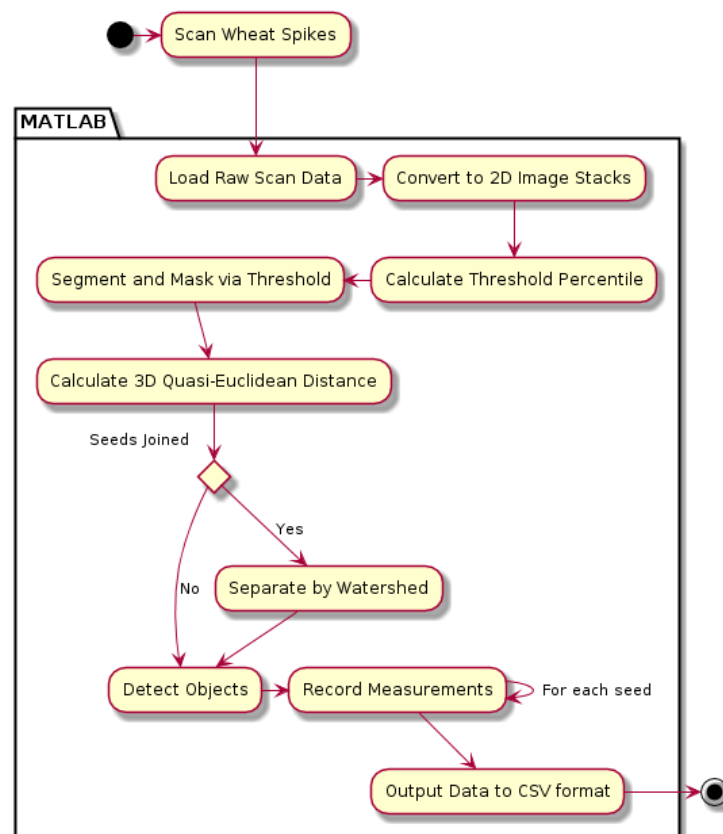 Scan Wheat Spikes
MATLAB
Load Raw Scan Data
Convert to 2D Image Stacks
Segment and Mask via Threshold
Calculate Threshold Percentile
Calculate 3D Quasi-Euclidean Distance
Seeds Joined
Yes
No
Separate by Watershed
Detect Objects
Record Measurements
For each seed
Output Data to CSV format